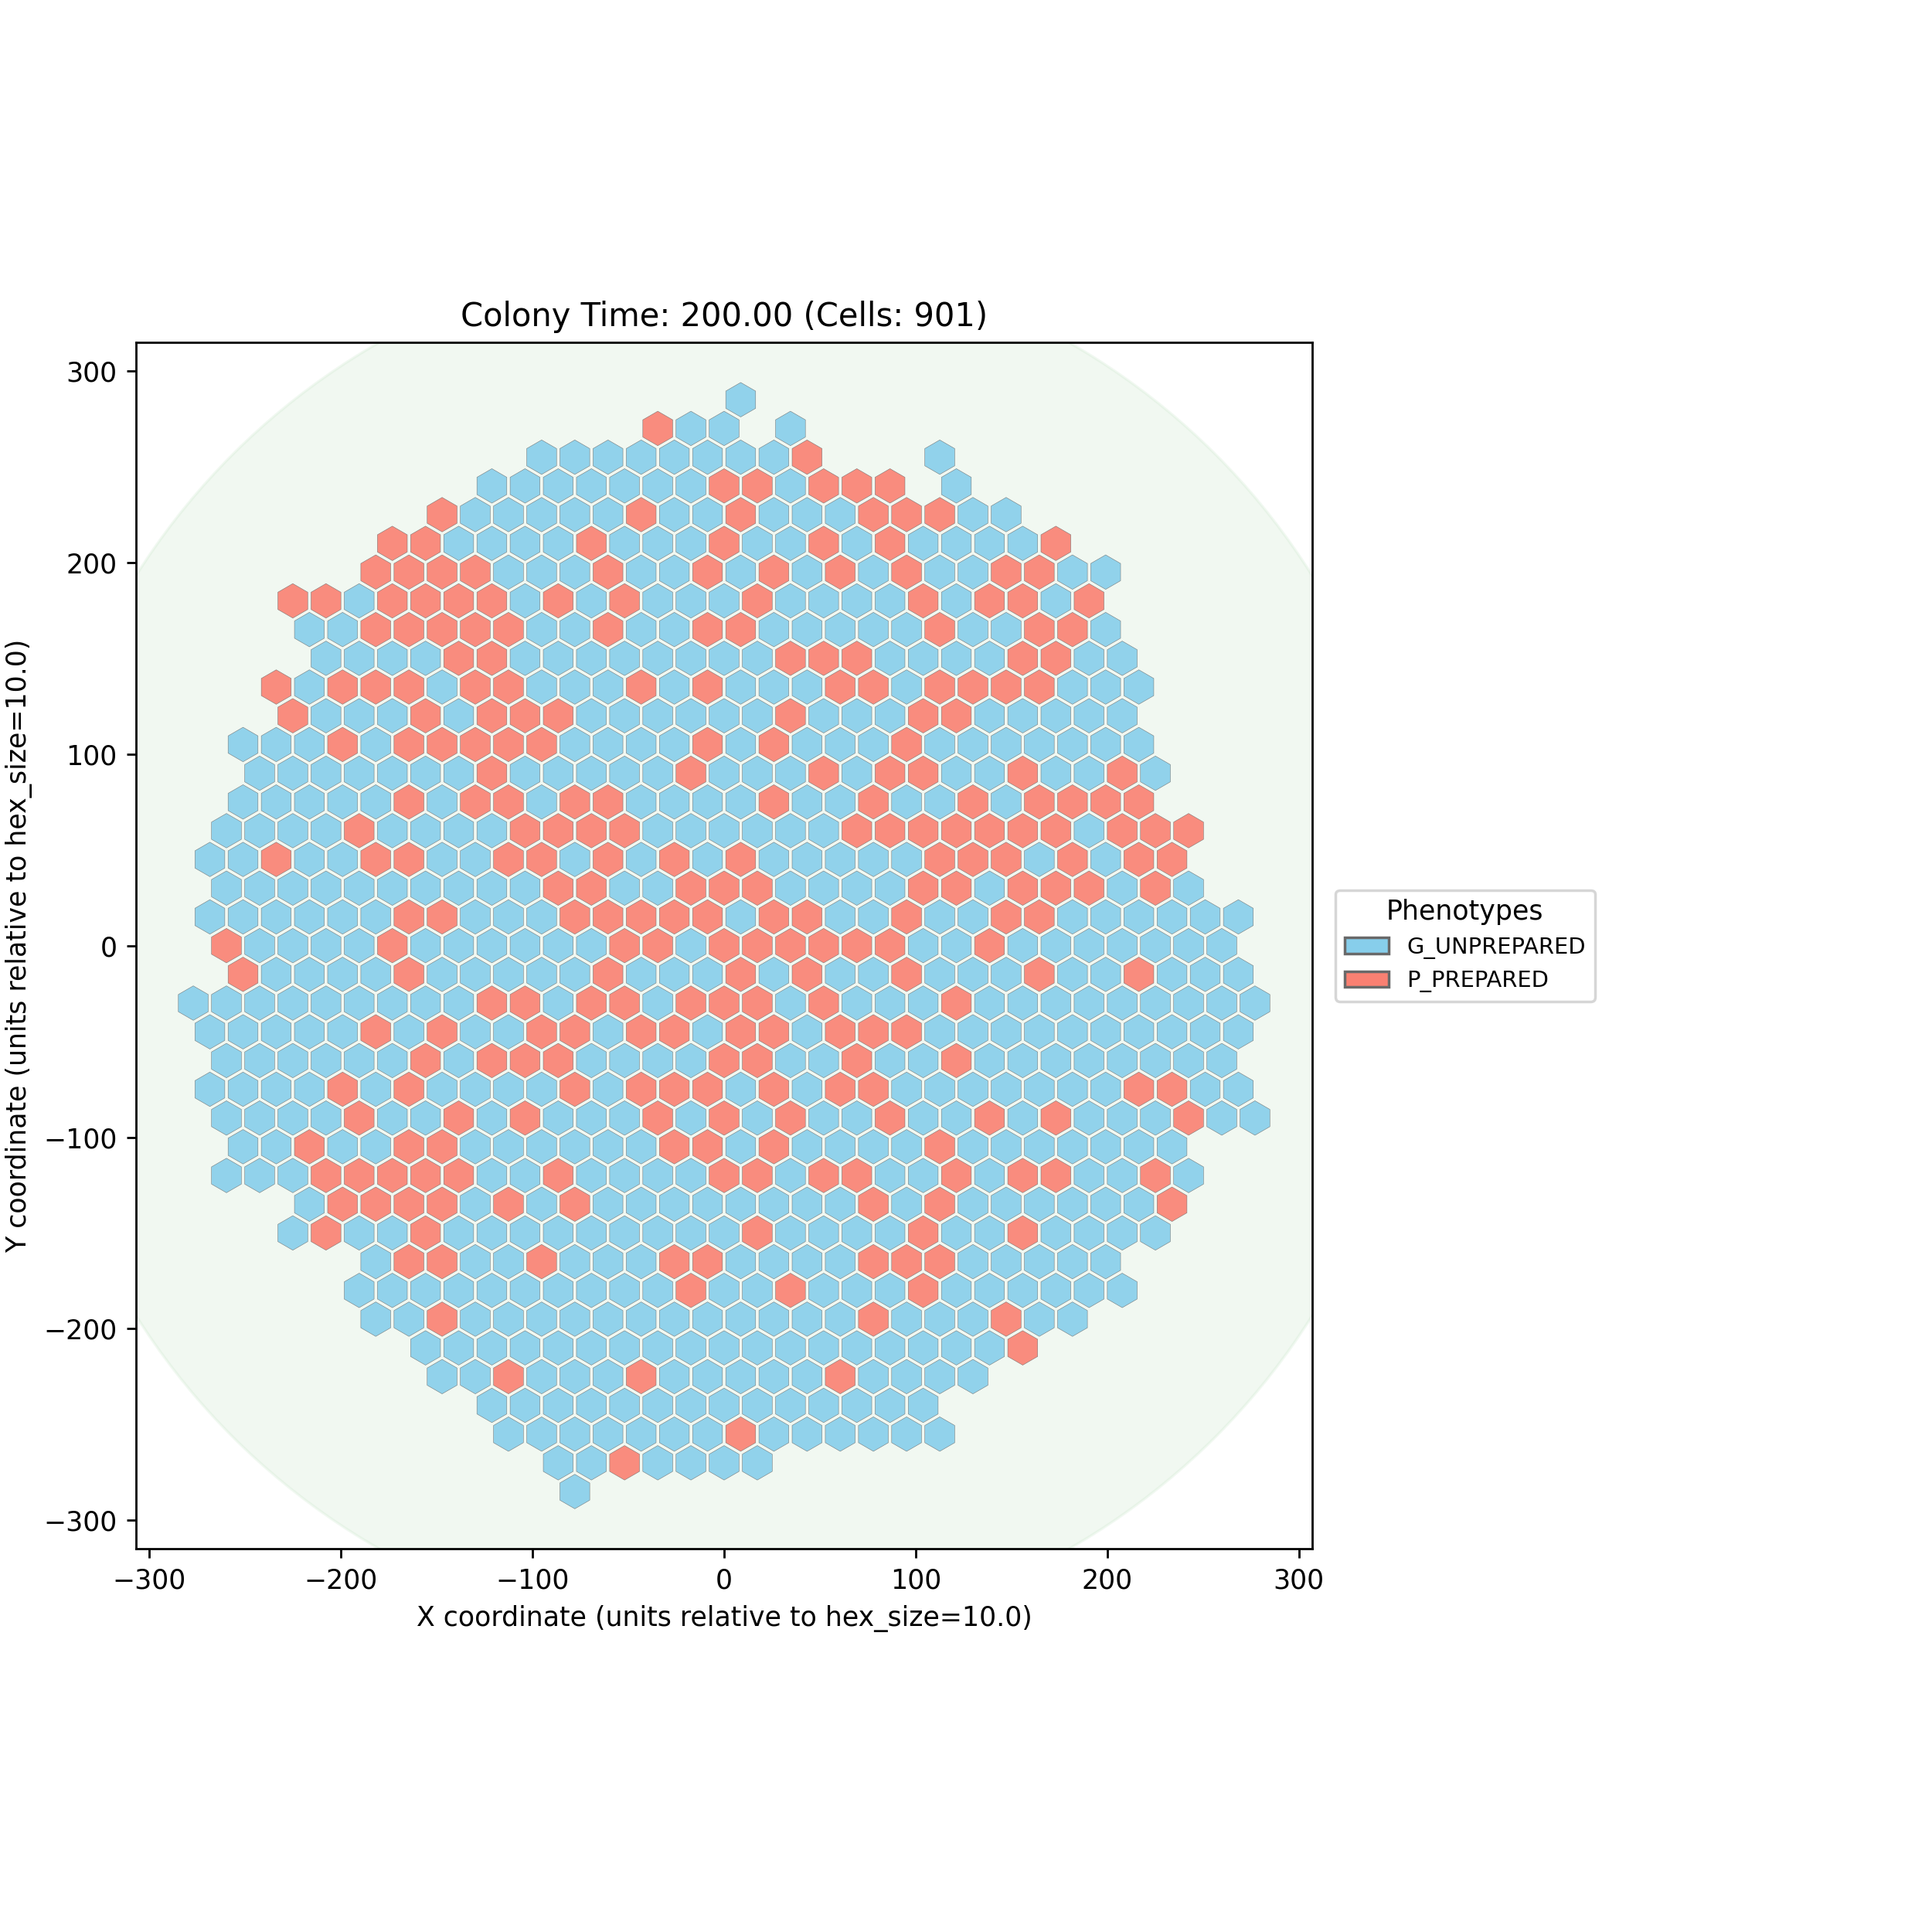 Colony Time: 200.00 (Cells: 901)
300
200
100
0
−100
−200
−300
Y coordinate (units relative to hex_size=10.0)
−300
−200
−100
0
100
200
300
X coordinate (units relative to hex_size=10.0)
Phenotypes
G_UNPREPARED
P_PREPARED